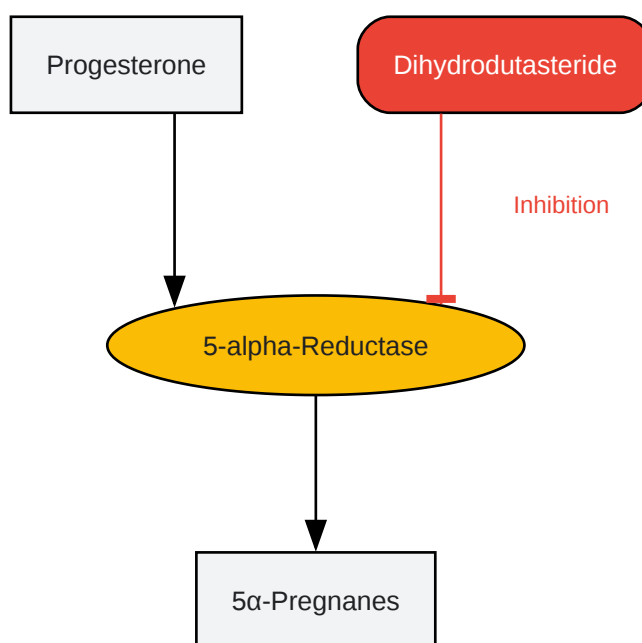 Progesterone
Dihydrodutasteride
Inhibition
5-alpha-Reductase
5α-Pregnanes